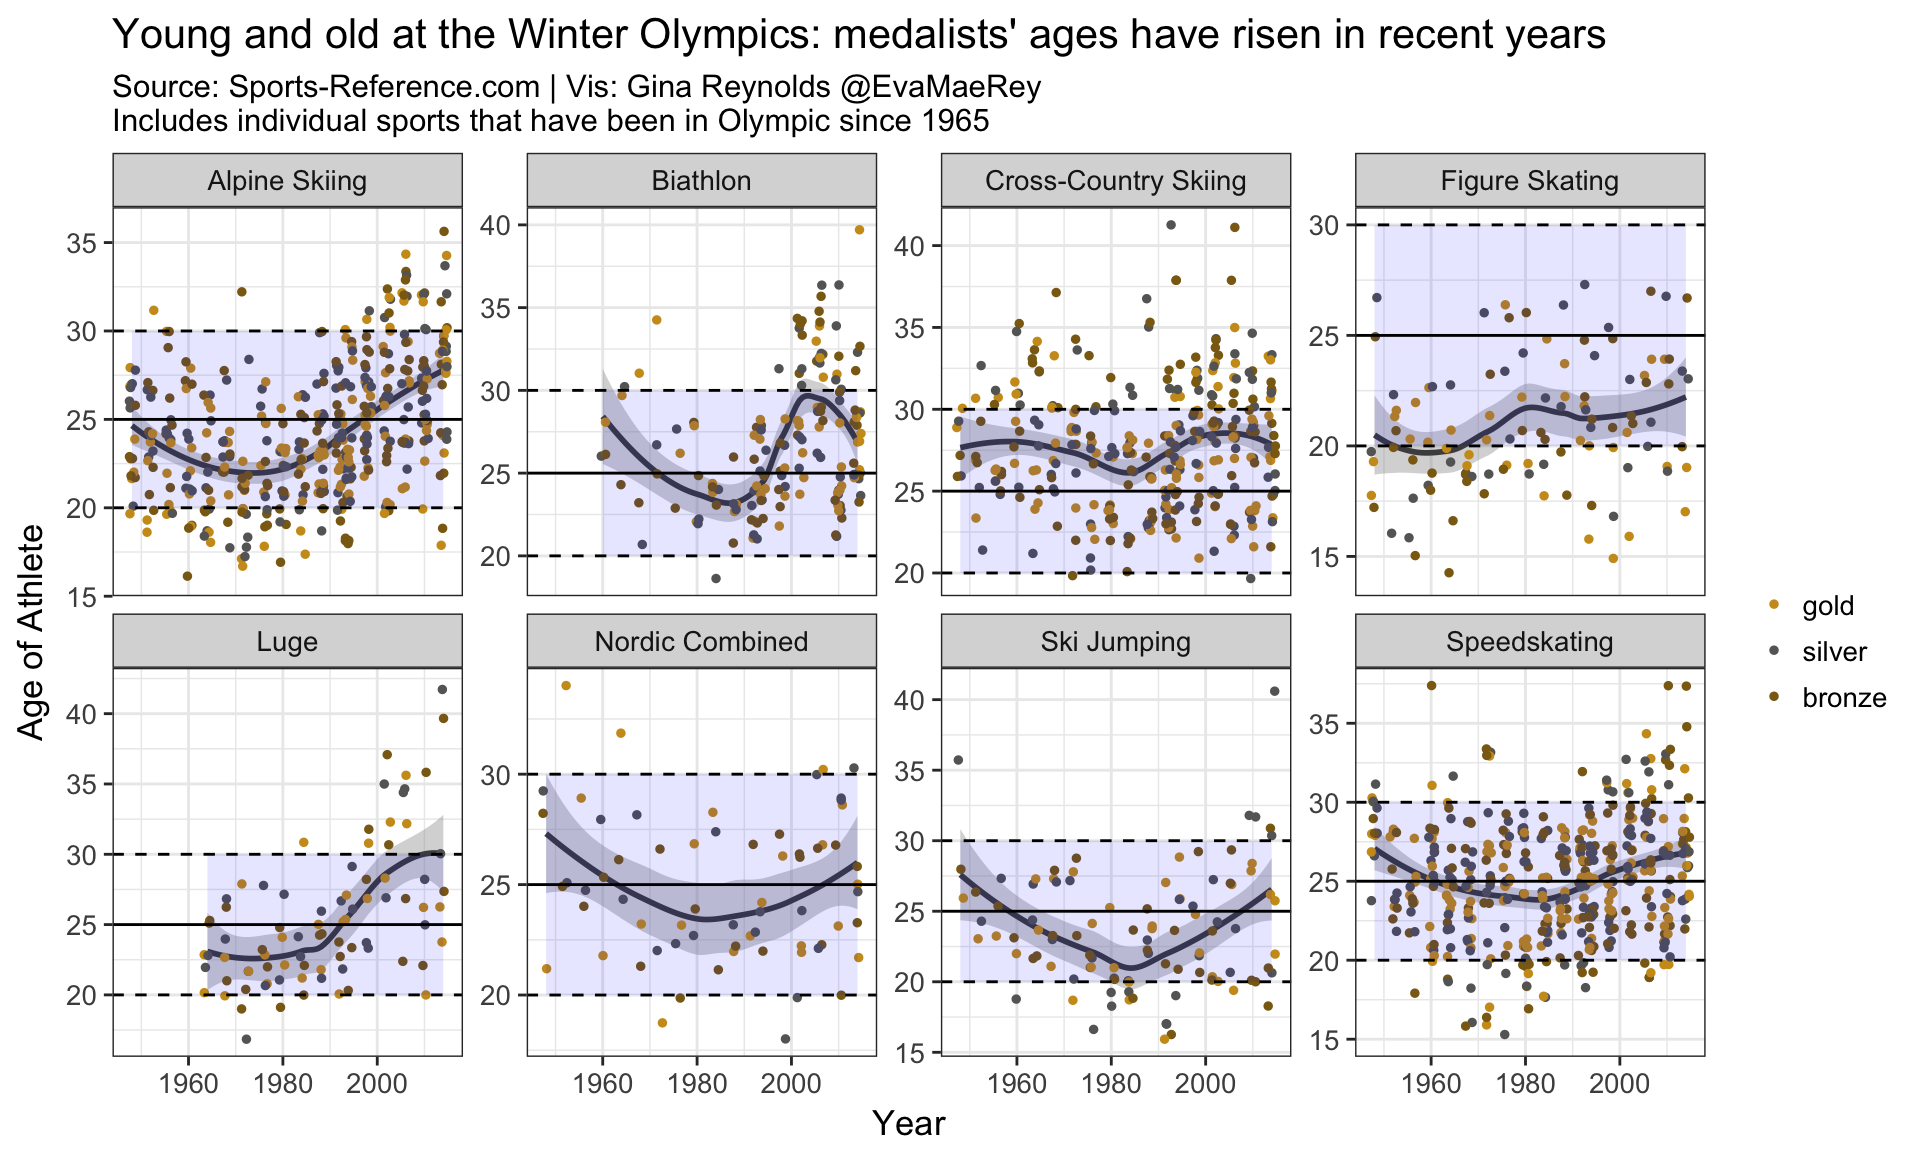 Young and old at the Winter Olympics: medalists' ages have risen in recent years
Source: Sports-Reference.com | Vis: Gina Reynolds @EvaMaeRey
Includes individual sports that have been in Olympic since 1965
Alpine Skiing
Biathlon
Cross-Country Skiing
Figure Skating
35
30
25
20
15
40
35
30
25
20
40
35
30
25
20
30
25
20
15
Age of Athlete
gold
silver
bronze
Luge
Nordic Combined
Ski Jumping
Speedskating
40
35
30
25
20
30
25
20
40
35
30
25
20
15
35
30
25
20
15
1960 1980 2000
1960 1980 2000
1960 1980 2000
1960 1980 2000
Year